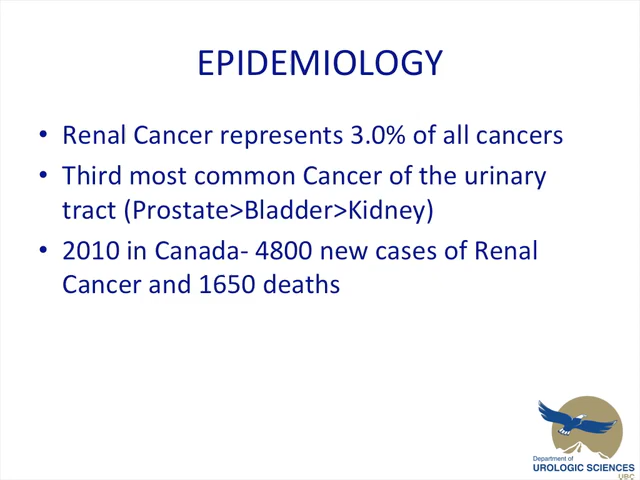 EPIDEMIOLOGY
• Renal Cancer represents 3.0% of all cancers
• Third most common Cancer of the urinary
tract (Prostate>Bladder>Kidney)
• 2010 in Canada- 4800 new cases of Renal
Cancer and 1650 deaths
Department of
UROLOGIC SCIENCES
UBC